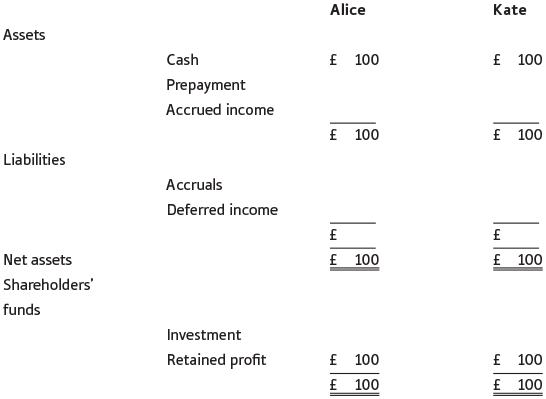 Alice Kate
Assets
Cash £ 100 £ 100
Prepayment
Accrued income
£ 100 £ 100
Liabilities
Accruals
Deferred income
£ £
Net assets £ 100 £ 100
Shareholders’
funds
Investment
Retained profit £ 100 £ 100
£ 100 £ 100